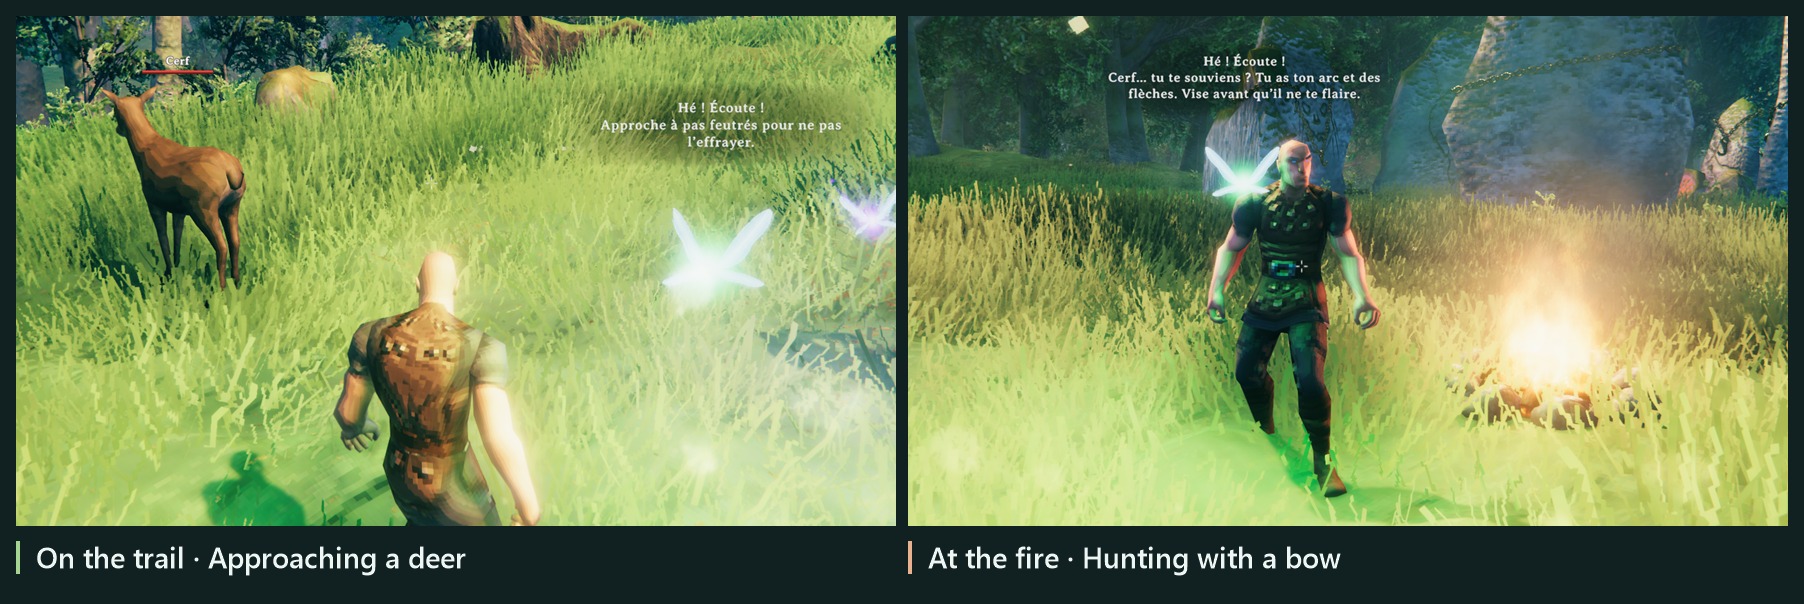 Cerf
Hé ! Écoute !
Approche à pas feutrés pour ne pas
l'effrayer.
Hé ! Écoute !
Cerf... tu te souviens ? Tu as ton arc et des
flèches. Vise avant qu'il ne te flaire.
On the trail · Approaching a deer
At the fire · Hunting with a bow